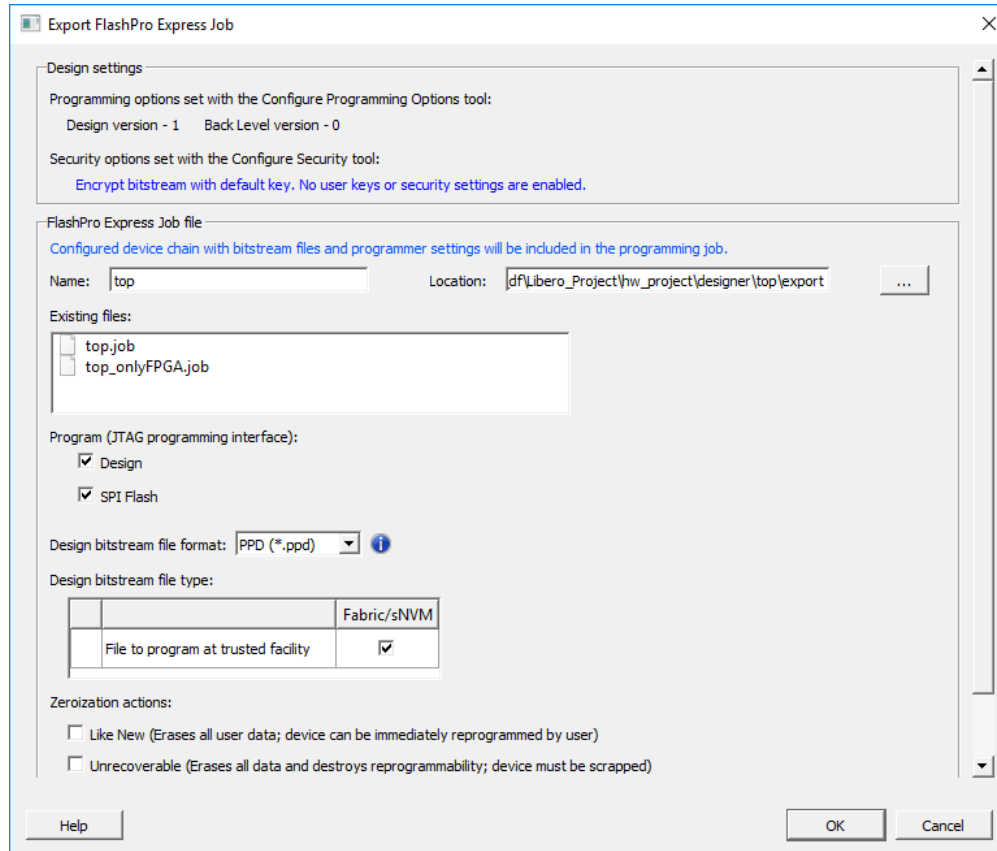 Export FlashPro Express Job
Design settings
Programming options set with the Configure Programming Options tool:
Design version - 1 Back Level version - 0
Security options set with the Configure Security tool:
Encrypt bitstream with default key. No user keys or security settings are enabled.
FlashPro Express Job file
Configured device chain with bitstream files and programmer settings will be included in the programming job.
Name: top Location: df\Libero_Project\hw_project\designer\top\export ...
Existing files:
top.job
top_onlyFPGA.job
Program (JTAG programming interface):
Design
SPI Flash
Design bitstream file format: PPD (*.ppd)
Design bitstream file type:
Fabric/sNVM
File to program at trusted facility
Zeroization actions:
Like New (Erases all user data; device can be immediately reprogrammed by user)
Unrecoverable (Erases all data and destroys reprogrammability; device must be scrapped)
Help OK Cancel